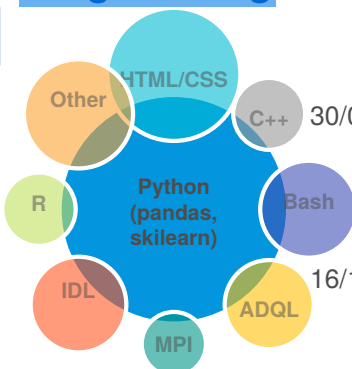 HTML/CSS
Other
C++
30/0
Python
(pandas,
skilearn)
R
Bash
IDL
16/1
ADQL
MPI